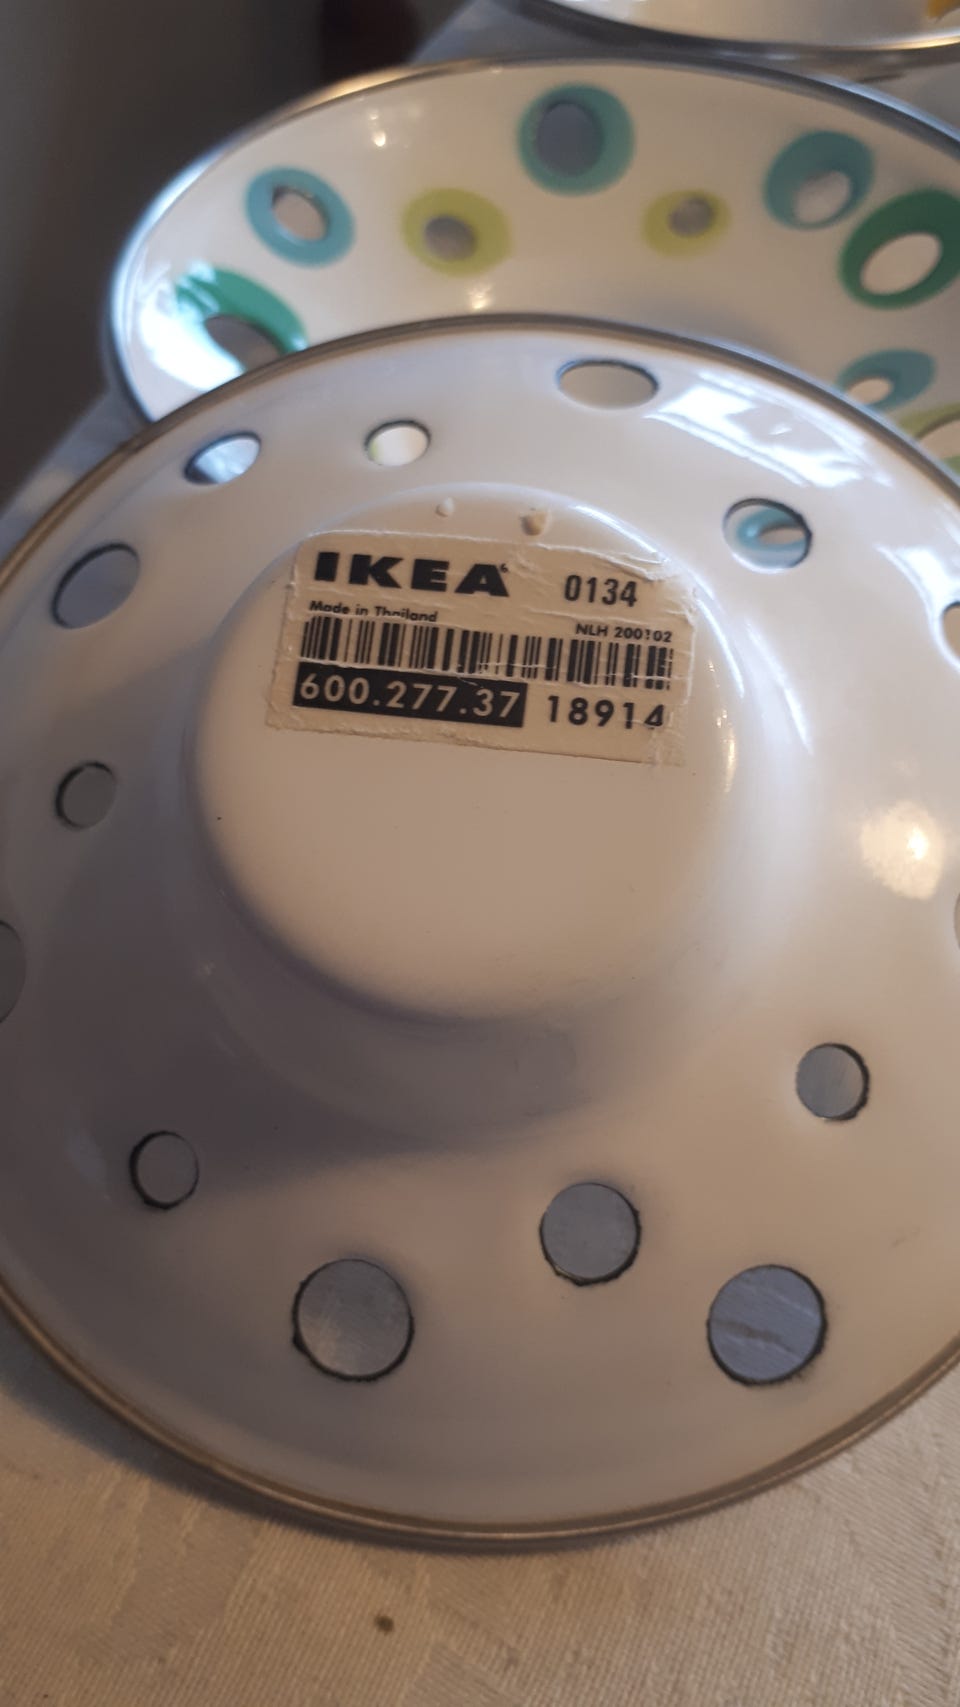 IKEA 0134
Made in Thailand
NLH 200102
600.277.37 18914